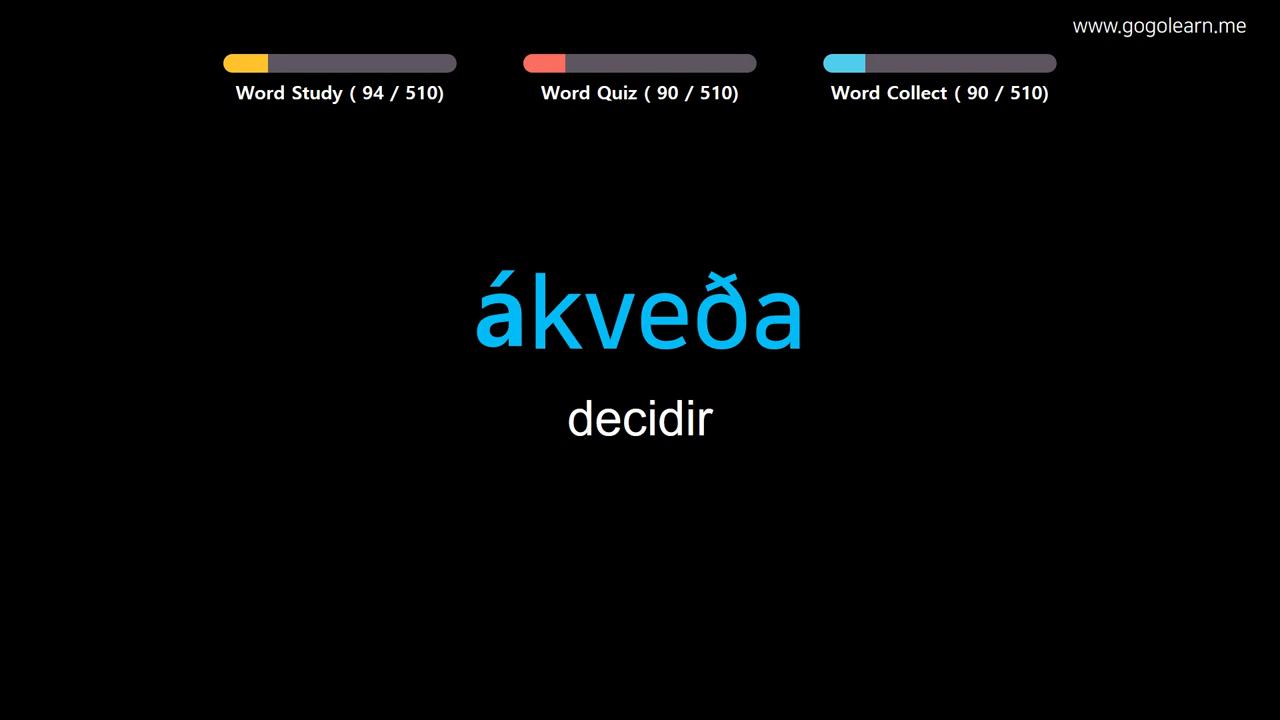 www.gogolearn.me
Word Study ( 94 / 510)
Word Quiz ( 90 / 510)
Word Collect ( 90 / 510)
ákveða
decidir